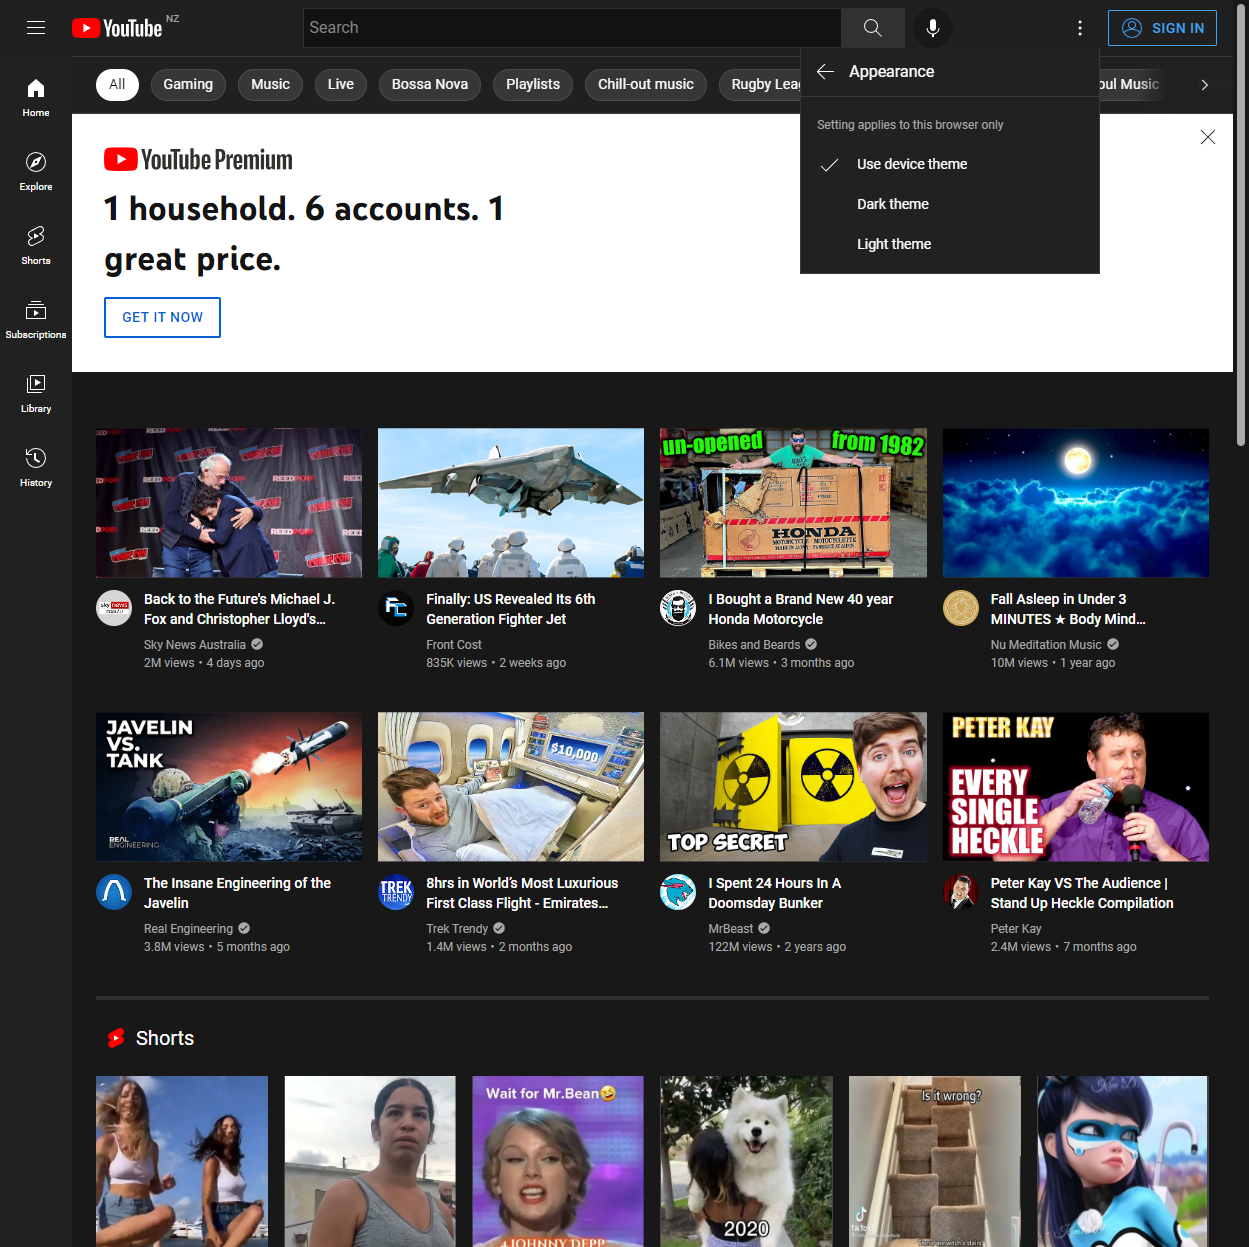 YouTube NZ
Search
SIGN IN
Appearance
Setting applies to this browser only
Use device theme
Dark theme
Light theme
All
Gaming
Music
Live
Bossa Nova
Playlists
Chill-out music
Rugby Leag
oul Music
Home
Explore
Shorts
Subscriptions
Library
History
YouTube Premium
1 household. 6 accounts. 1
great price.
GET IT NOW
REEDPOP
COMIC CON
un-opened
from 1982
HONDA
sky news
Back to the Future's Michael J.
Fox and Christopher Lloyd's...
Sky News Australia
2M views • 4 days ago
FC
Finally: US Revealed Its 6th
Generation Fighter Jet
Front Cost
835K views • 2 weeks ago
I Bought a Brand New 40 year
Honda Motorcycle
Bikes and Beards
6.1M views • 3 months ago
Fall Asleep in Under 3
MINUTES ★ Body Mind...
Nu Meditation Music
10M views • 1 year ago
JAVELIN
VS.
TANK
REAL
ENGINEERING
$10,000
TOP SECRET
PETER KAY
EVERY
SINGLE
HECKLE
The Insane Engineering of the
Javelin
Real Engineering
3.8M views • 5 months ago
TREK
TRENDY
8hrs in World’s Most Luxurious
First Class Flight - Emirates...
Trek Trendy
1.4M views • 2 months ago
I Spent 24 Hours In A
Doomsday Bunker
MrBeast
122M views • 2 years ago
Peter Kay VS The Audience |
Stand Up Heckle Compilation
Peter Kay
2.4M views • 7 months ago
Shorts
Wait for Mr.Bean🤣
JOHNNY DEPP
2020
Is it wrong?
TikTok